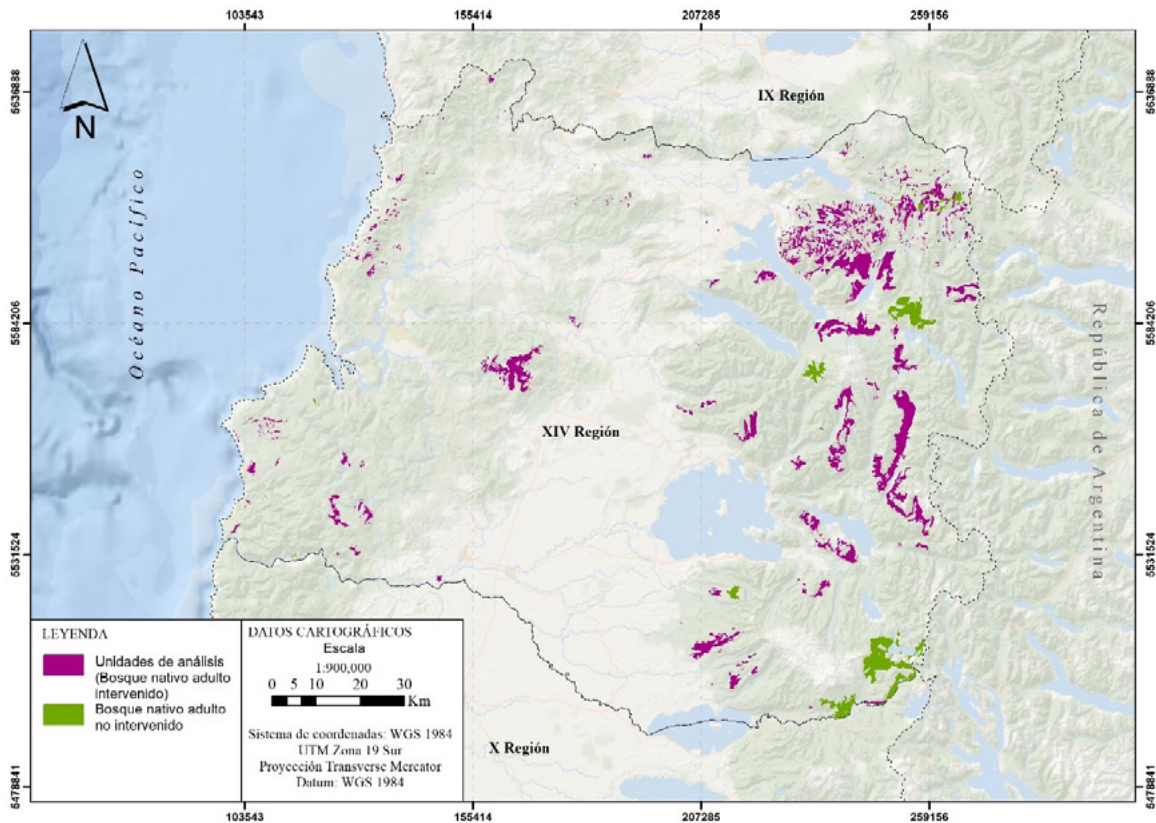 103543
155414
207285
259156
5636888
5636888
N
IX Región
Océano Pacífico
5584206
5584206
República de Argentina
XIV Región
5531524
5531524
LEYENDA
Unidades de análisis
(Bosque nativo adulto
intervenido)
Bosque nativo adulto
no intervenido
DATOS CARTOGRÁFICOS
Escala
1:900,000
0 5 10 20 30
Km
Sistema de coordenadas: WGS 1984
UTM Zona 19 Sur
Proyección Transverse Mercator
Datum: WGS 1984
X Región
5478841
5478841
103543
155414
207285
259156